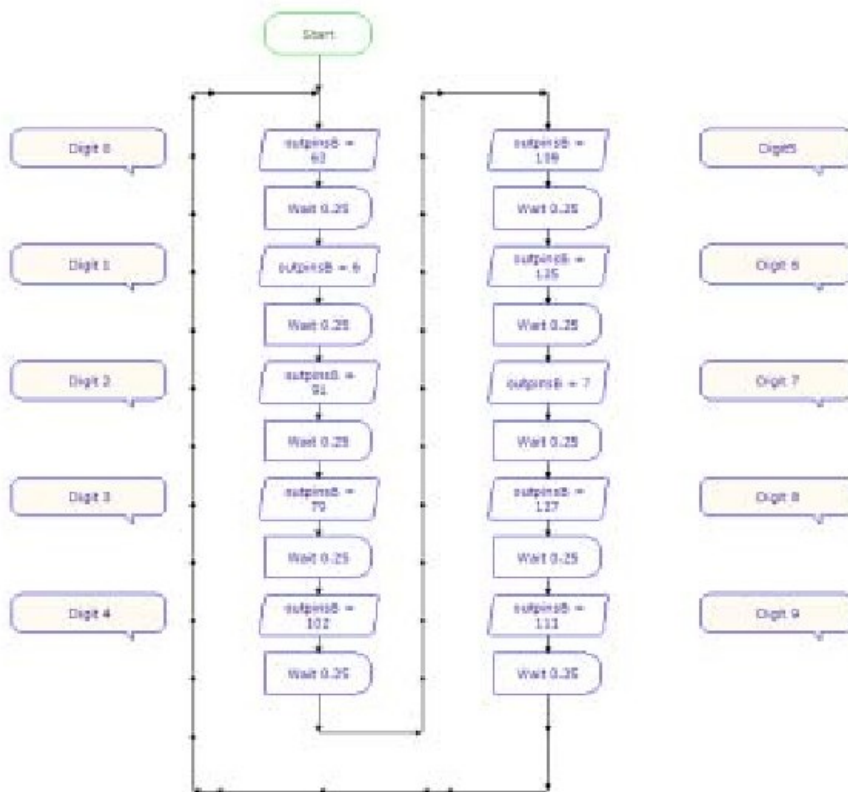 Start
Digit 0
outpinsB =
63
Wait 0.25
Digit 1
outpinsB = 6
Wait 0.25
Digit 2
outpinsB =
91
Wait 0.25
Digit 3
outpinsB =
79
Wait 0.25
Digit 4
outpinsB =
102
Wait 0.25
outpinsB =
109
Digit5
Wait 0.25
outpinsB =
125
Digit 6
Wait 0.25
outpinsB = 7
Digit 7
Wait 0.25
outpinsB =
127
Digit 8
Wait 0.25
outpinsB =
111
Digit 9
Wait 0.25